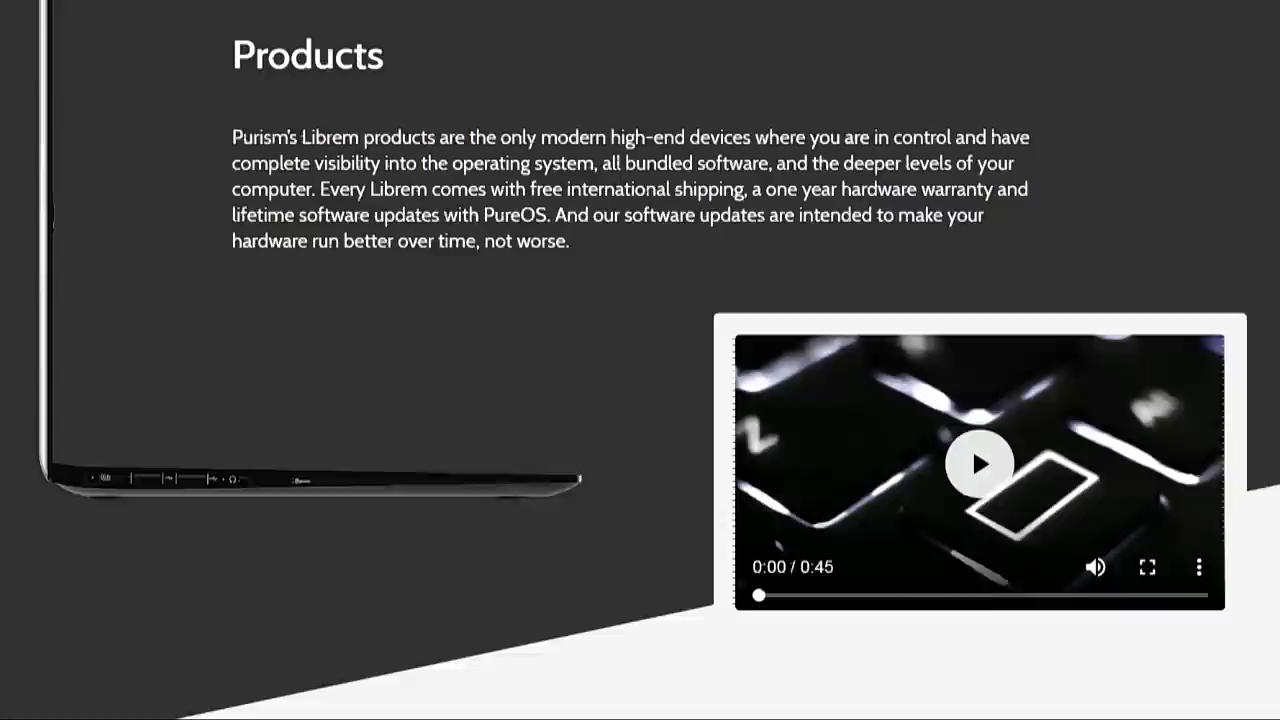 Products
Purism's Librem products are the only modern high-end devices where you are in control and have
complete visibility into the operating system, all bundled software, and the deeper levels of your
computer. Every Librem comes with free international shipping, a one year hardware warranty and
lifetime software updates with PureOS. And our software updates are intended to make your
hardware run better over time, not worse.
Z
N
0:00 / 0:45